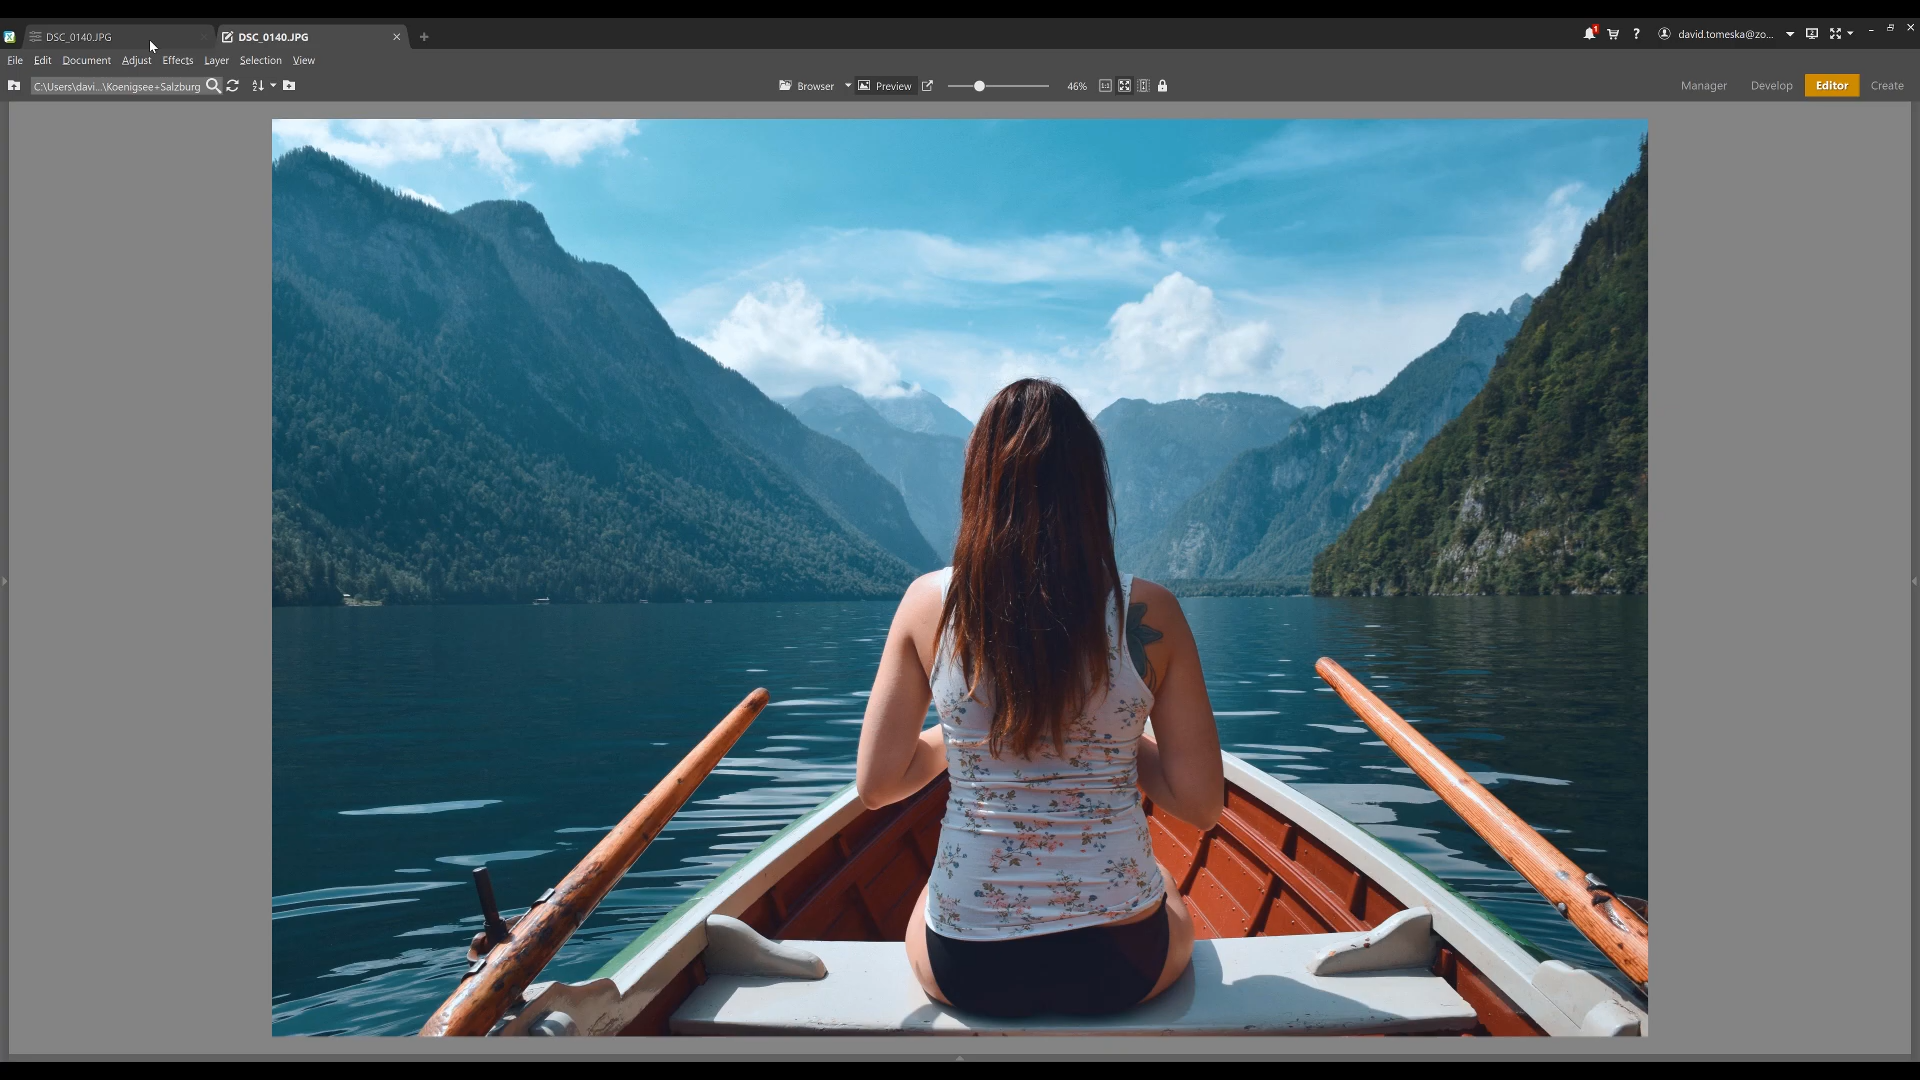 DSC_0140.JPG
DSC_0140.JPG
1
david.tomeska@zo...
File Edit Document Adjust Effects Layer Selection View
C:\Users\davi...\Koenigsee+Salzburg
Browser
Preview
46%
Manager
Develop
Editor
Create